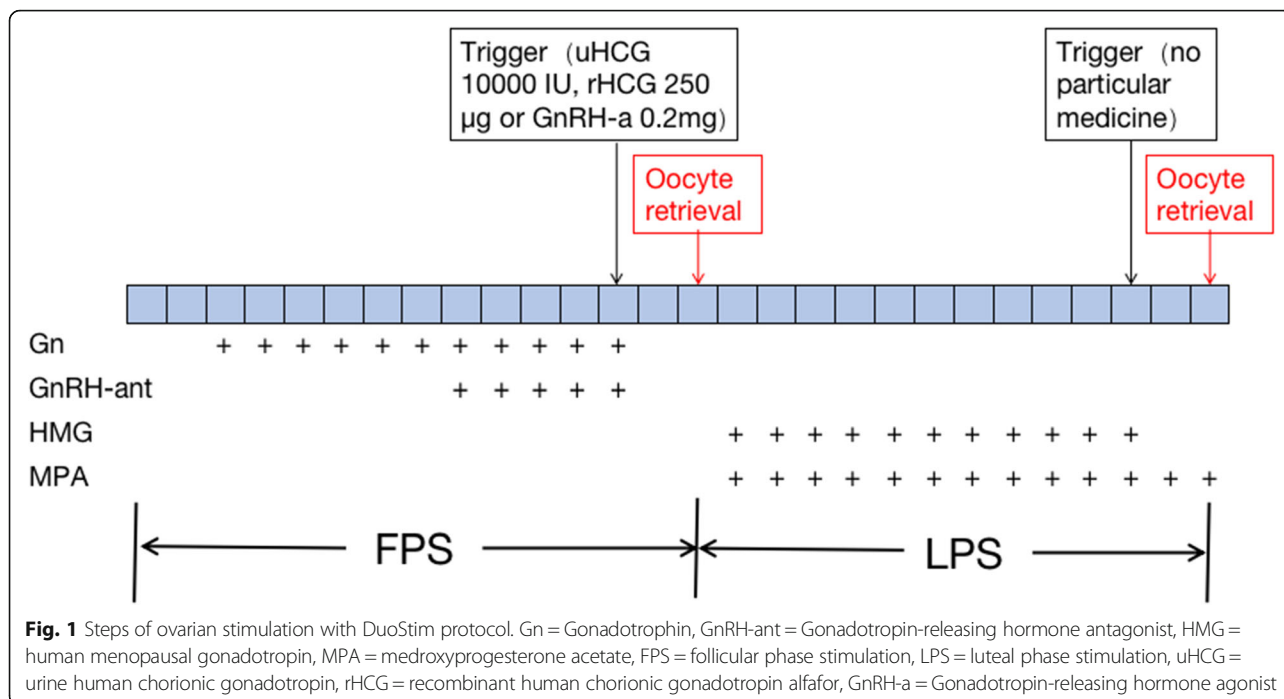 Trigger（uHCG
10000 IU, rHCG 250
μg or GnRH-a 0.2mg）
Trigger（no
particular
medicine）
Oocyte
retrieval
Oocyte
retrieval
Gn + + + + + + + + + + +
GnRH-ant + + + + +
HMG + + + + + + + + + + +
MPA + + + + + + + + + + + + +
FPS
LPS
Fig. 1 Steps of ovarian stimulation with DuoStim protocol. Gn = Gonadotrophin, GnRH-ant = Gonadotropin-releasing hormone antagonist, HMG =
human menopausal gonadotropin, MPA = medroxyprogesterone acetate, FPS = follicular phase stimulation, LPS = luteal phase stimulation, uHCG =
urine human chorionic gonadotropin, rHCG = recombinant human chorionic gonadotropin alfafor, GnRH-a = Gonadotropin-releasing hormone agonist